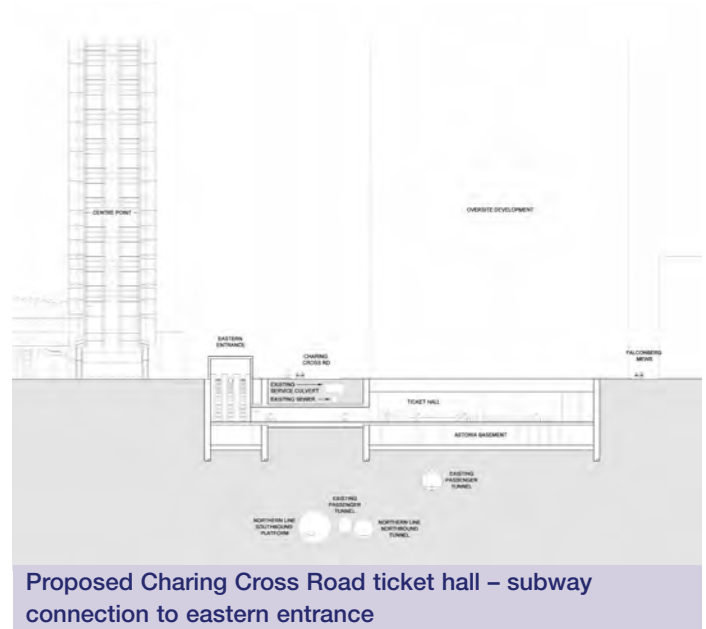 CENTRE POINT
OVERSITE DEVELOPMENT
EASTERN
ENTRANCE
CHARING
CROSS RD
FALCONBERG
MEWS
EXISTING
SERVICE CULVERT
EXISTING SEWER
TICKET HALL
ASTORIA BASEMENT
EXISTING
PASSENGER
TUNNEL
EXISTING
PASSENGER
TUNNEL
NORTHERN LINE
SOUTHBOUND
PLATFORM
NORTHERN LINE
NORTHBOUND
TUNNEL
Proposed Charing Cross Road ticket hall – subway
connection to eastern entrance